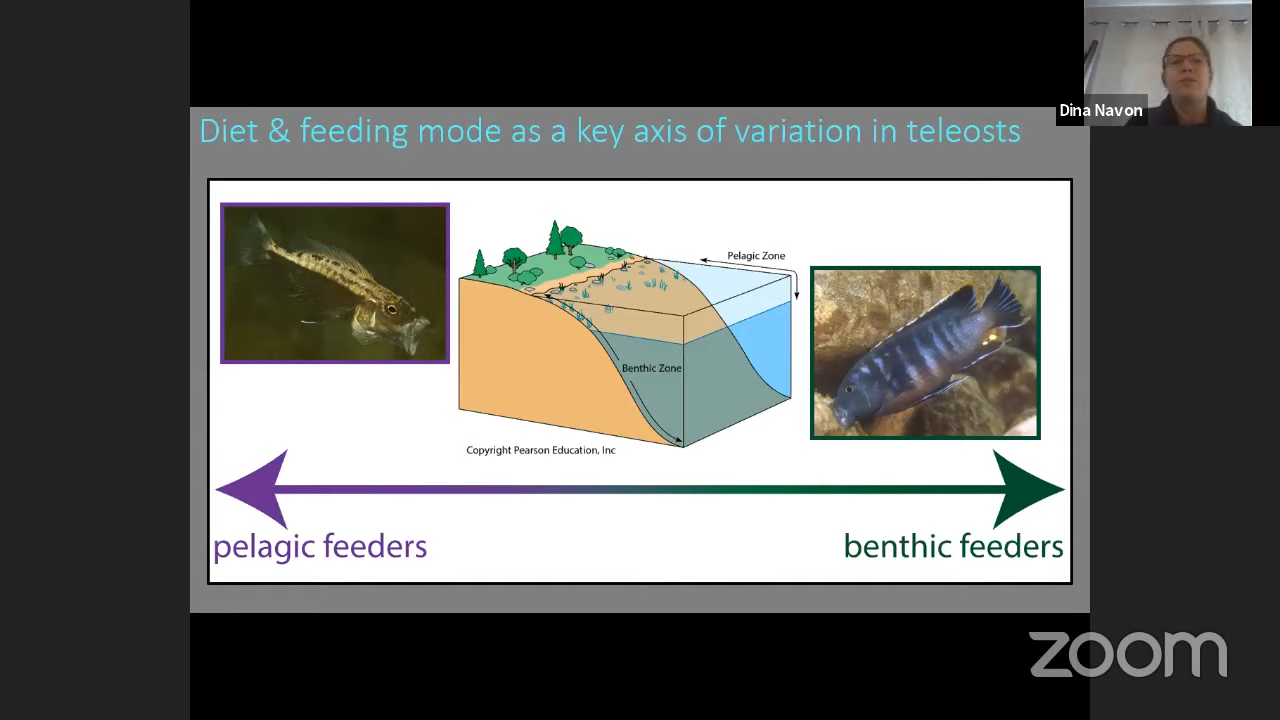 Dina Navon
Diet & feeding mode as a key axis of variation in teleosts
Pelagic Zone
Benthic Zone
Copyright Pearson Education, Inc
pelagic feeders
benthic feeders
zoom